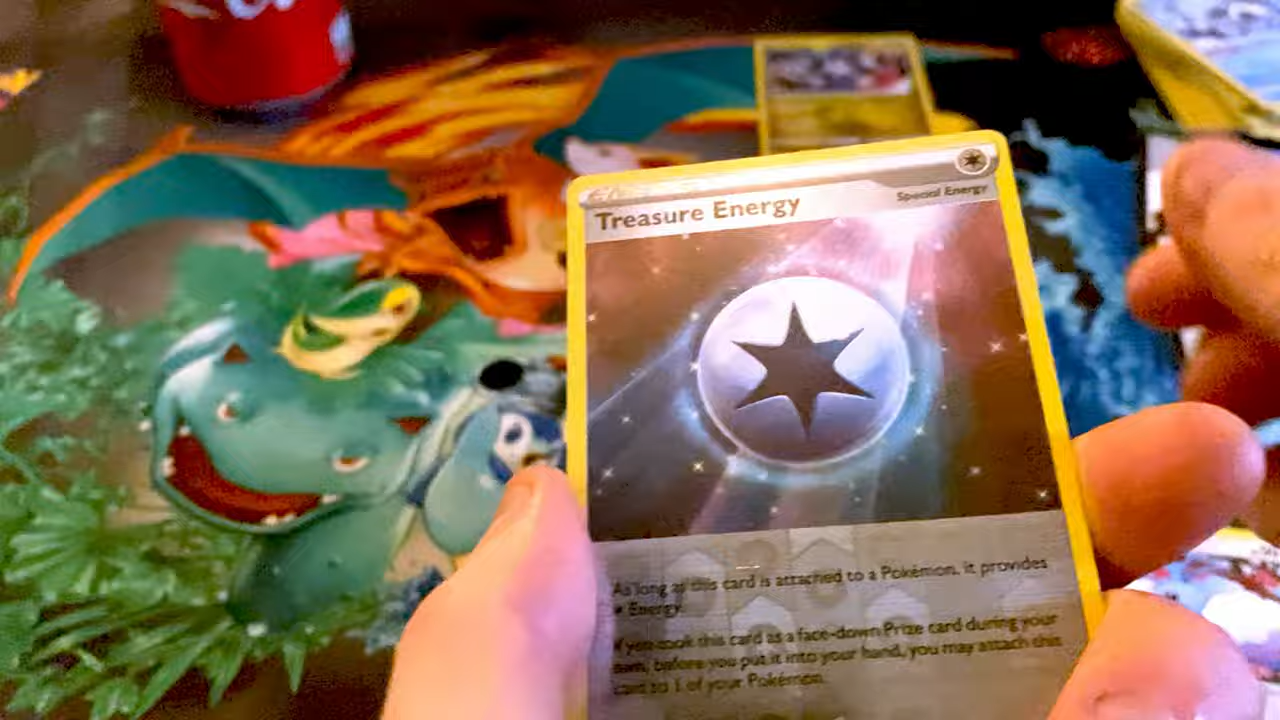 Treasure Energy
Special Energy
As long as this card is attached to a Pokémon, it provides
Energy.
If you took this card as a face-down Prize card during your
turn, before you put it into your hand, you may attach this
card to 1 of your Pokémon.